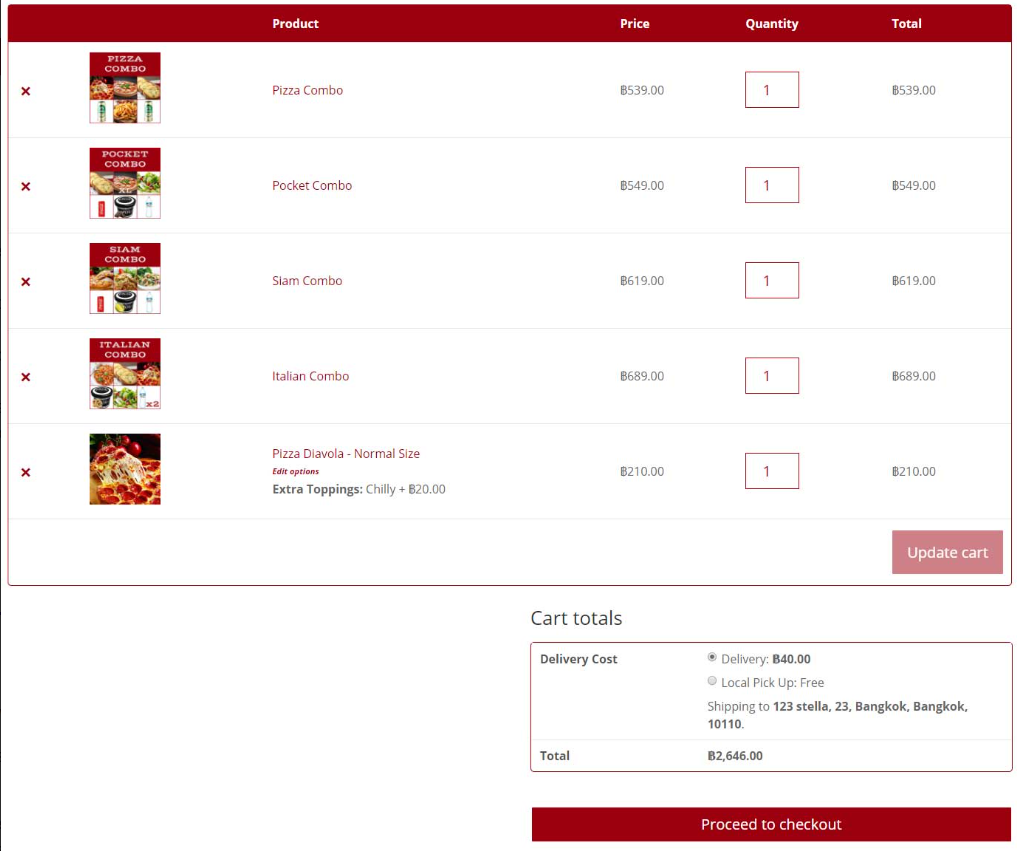 Product Price Quantity Total
PIZZA
COMBO
× Pizza Combo ฿539.00 1 ฿539.00
POCKET
COMBO
XL
× Pocket Combo ฿549.00 1 ฿549.00
SIAM
COMBO
× Siam Combo ฿619.00 1 ฿619.00
ITALIAN
COMBO
x2
× Italian Combo ฿689.00 1 ฿689.00
Pizza Diavola - Normal Size
Edit options
× ฿210.00 1 ฿210.00
Extra Toppings: Chilly + ฿20.00
Update cart
Cart totals
Delivery Cost Delivery: ฿40.00
Local Pick Up: Free
Shipping to 123 stella, 23, Bangkok, Bangkok,
10110.
Total ฿2,646.00
Proceed to checkout